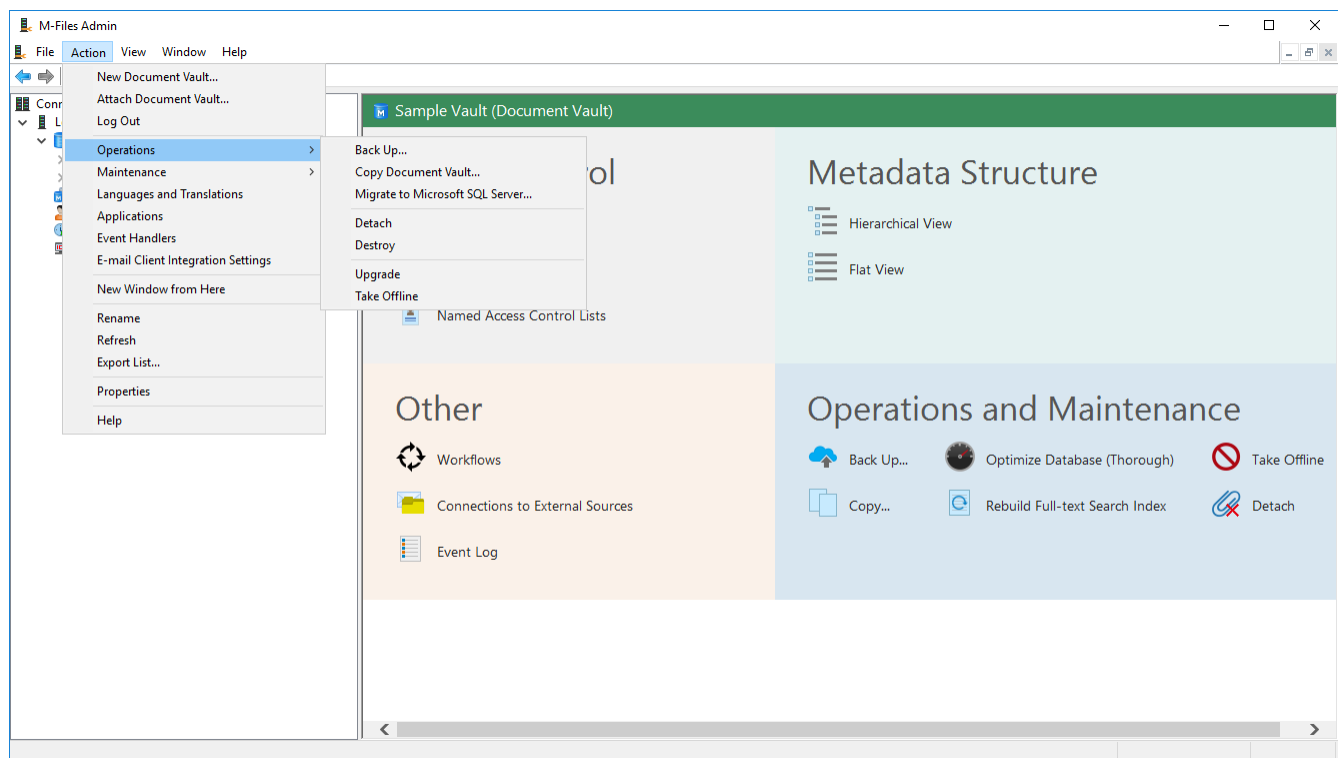 M-Files Admin
File Action View Window Help
New Document Vault...
Attach Document Vault...
Log Out
Operations
Maintenance
Languages and Translations
Applications
Event Handlers
E-mail Client Integration Settings
New Window from Here
Rename
Refresh
Export List...
Properties
Help
Back Up...
Copy Document Vault...
Migrate to Microsoft SQL Server...
Detach
Destroy
Upgrade
Take Offline
Conn
L
Sample Vault (Document Vault)
ol
Named Access Control Lists
Metadata Structure
Hierarchical View
Flat View
Other
Workflows
Connections to External Sources
Event Log
Operations and Maintenance
Back Up... Optimize Database (Thorough) Take Offline
Copy... Rebuild Full-text Search Index Detach